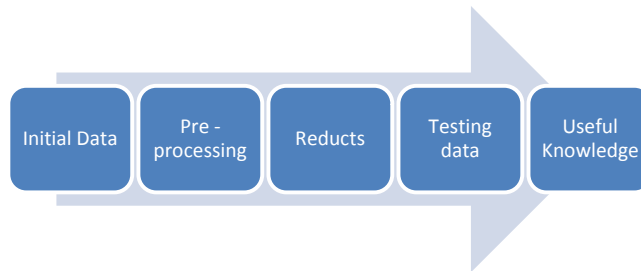 Initial Data
Pre -
processing
Reducts
Testing
data
Useful
Knowledge